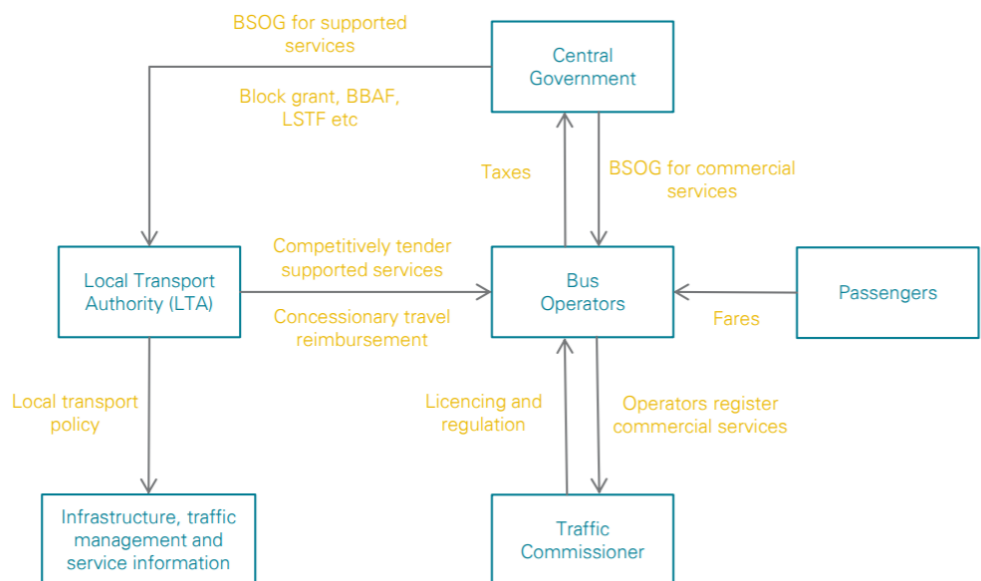 BSOG for supported
services
Central
Government
Block grant, BBAF,
LSTF etc
Taxes
BSOG for commercial
services
Competitively tender
supported services
Local Transport
Authority (LTA)
Bus
Operators
Passengers
Concessionary travel
reimbursement
Fares
Local transport
policy
Licencing and
regulation
Operators register
commercial services
Infrastructure, traffic
management and
service information
Traffic
Commissioner